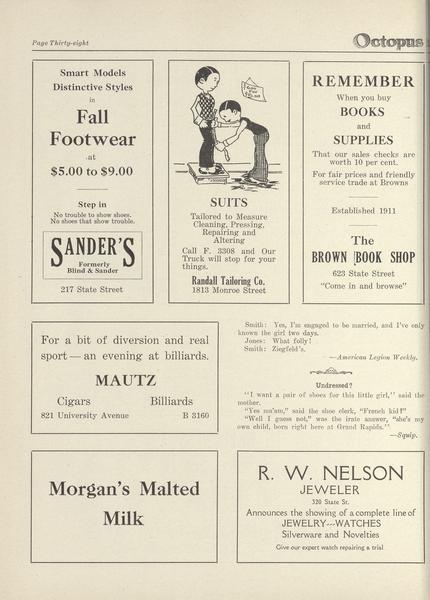 Page Thirty-eight
Octopus
Smart Models
Distinctive Styles
in
Fall
Footwear
at
$5.00 to $9.00
Step in
No trouble to show shoes.
No shoes that show trouble.
SANDER'S
Formerly
Blind & Sander
217 State Street
SUITS
Tailored to Measure
Cleaning, Pressing,
Repairing and
Altering
Call F. 3308 and Our
Truck will stop for your
things.
Randall Tailoring Co.
1813 Monroe Street
REMEMBER
When you buy
BOOKS
and
SUPPLIES
That our sales checks are
worth 10 per cent.
For fair prices and friendly
service trade at Browns
Established 1911
The
BROWN BOOK SHOP
623 State Street
"Come in and browse"
For a bit of diversion and real
sport — an evening at billiards.
MAUTZ
Cigars Billiards
821 University Avenue B 3160
Smith: Yes, I'm engaged to be married, and I've only
known the girl two days.
Jones: What folly!
Smith: Ziegfeld's.
—American Legion Weekly.
Undressed?
"I want a pair of shoes for this little girl," said the
mother.
"Yes ma'am," said the shoe clerk, "French kid?"
"Well I guess not," was the irate answer, "she's my
own child, born right here at Grand Rapids."
—Squip.
Morgan's Malted
Milk
R. W. NELSON
JEWELER
320 State St.
Announces the showing of a complete line of
JEWELRY---WATCHES
Silverware and Novelties
Give our expert watch repairing a trial